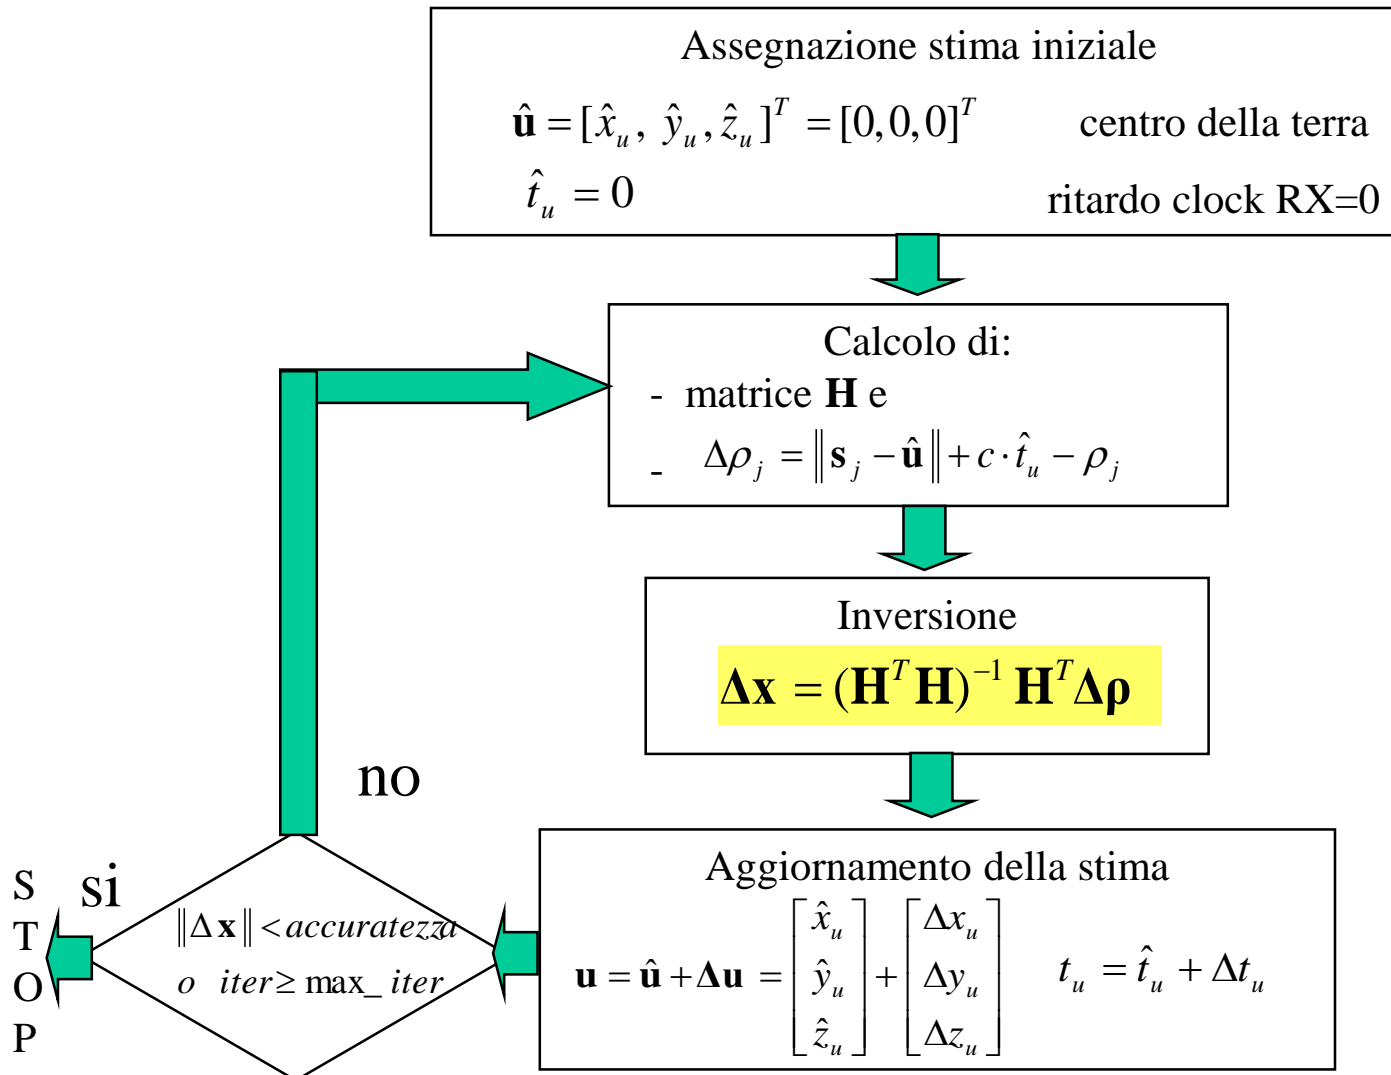 Assegnazione stima iniziale
û = [x̂_u, ŷ_u, ẑ_u]^T = [0,0,0]^T centro della terra
t̂_u = 0 ritardo clock RX=0
Calcolo di:
- matrice H e
- Δρ_j = ‖s_j − û‖ + c·t̂_u − ρ_j
Inversione
Δx = (H^T H)^−1 H^T Δρ
no
Aggiornamento della stima
u = û + Δu = [x̂_u ŷ_u ẑ_u] + [Δx_u Δy_u Δz_u] t_u = t̂_u + Δt_u
‖Δx‖ < accuratezza
o iter ≥ max_ iter
si
STOP